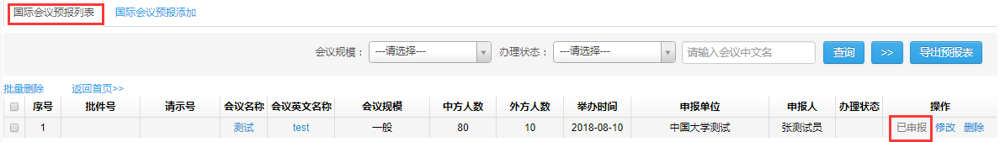 国际会议预报列表 国际会议预报添加
会议规模： ---请选择--- 办理状态： ---请选择--- 请输入会议中文名 查询 >> 导出预报表
批量删除 返回首页>>
序号 批件号 请示号 会议名称 会议英文名称 会议规模 中方人数 外方人数 举办时间 申报单位 申报人 办理状态 操作
1 测试 test 一般 80 10 2018-08-10 中国大学测试 张测试员 已申报 修改 删除